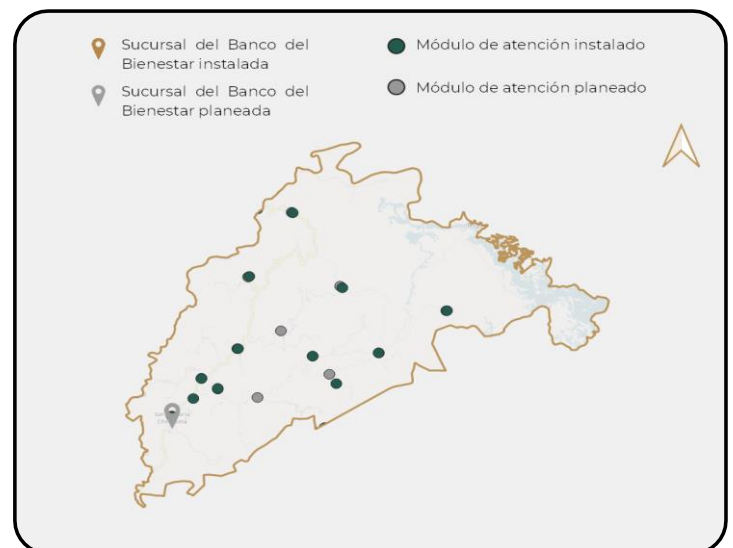 Sucursal del Banco del
Bienestar instalada
Sucursal del Banco del
Bienestar planeada
Módulo de atención instalado
Módulo de atención planeado